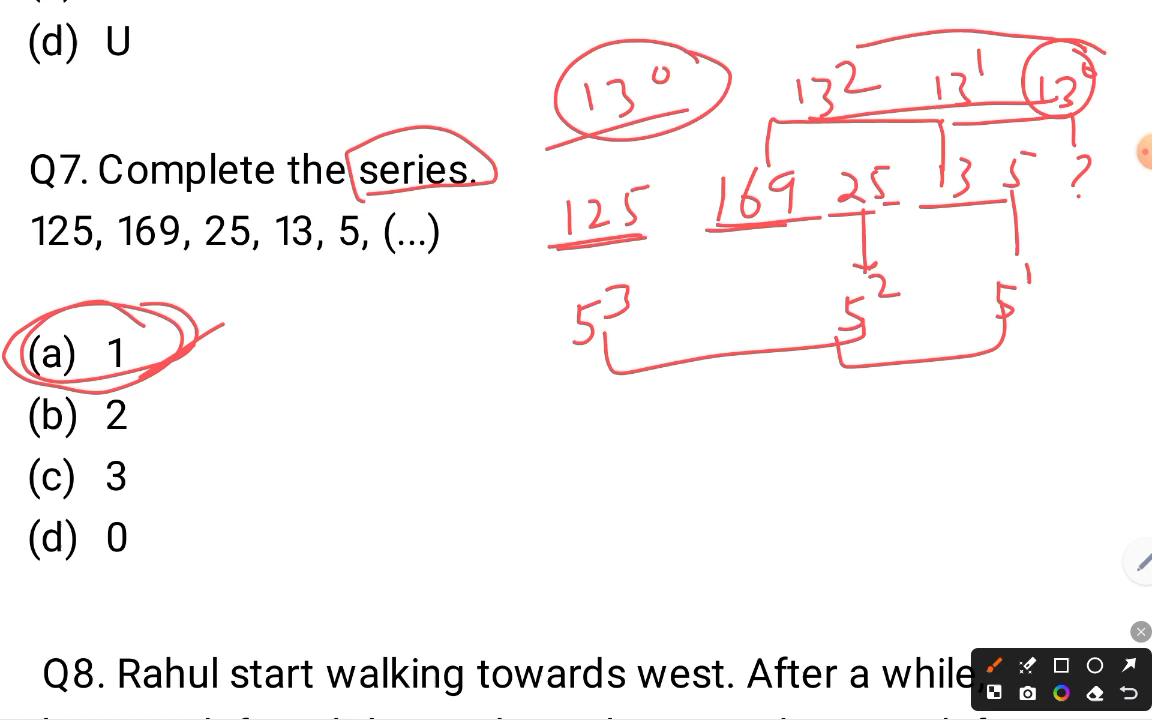 (d) U
13⁰ 13² 13¹ 13⁰
Q7. Complete the series.
125 169 25 13 5 ?
125, 169, 25, 13, 5, (...)
5³ 5² 5¹
(a) 1
(b) 2
(c) 3
(d) 0
Q8. Rahul start walking towards west. After a while,